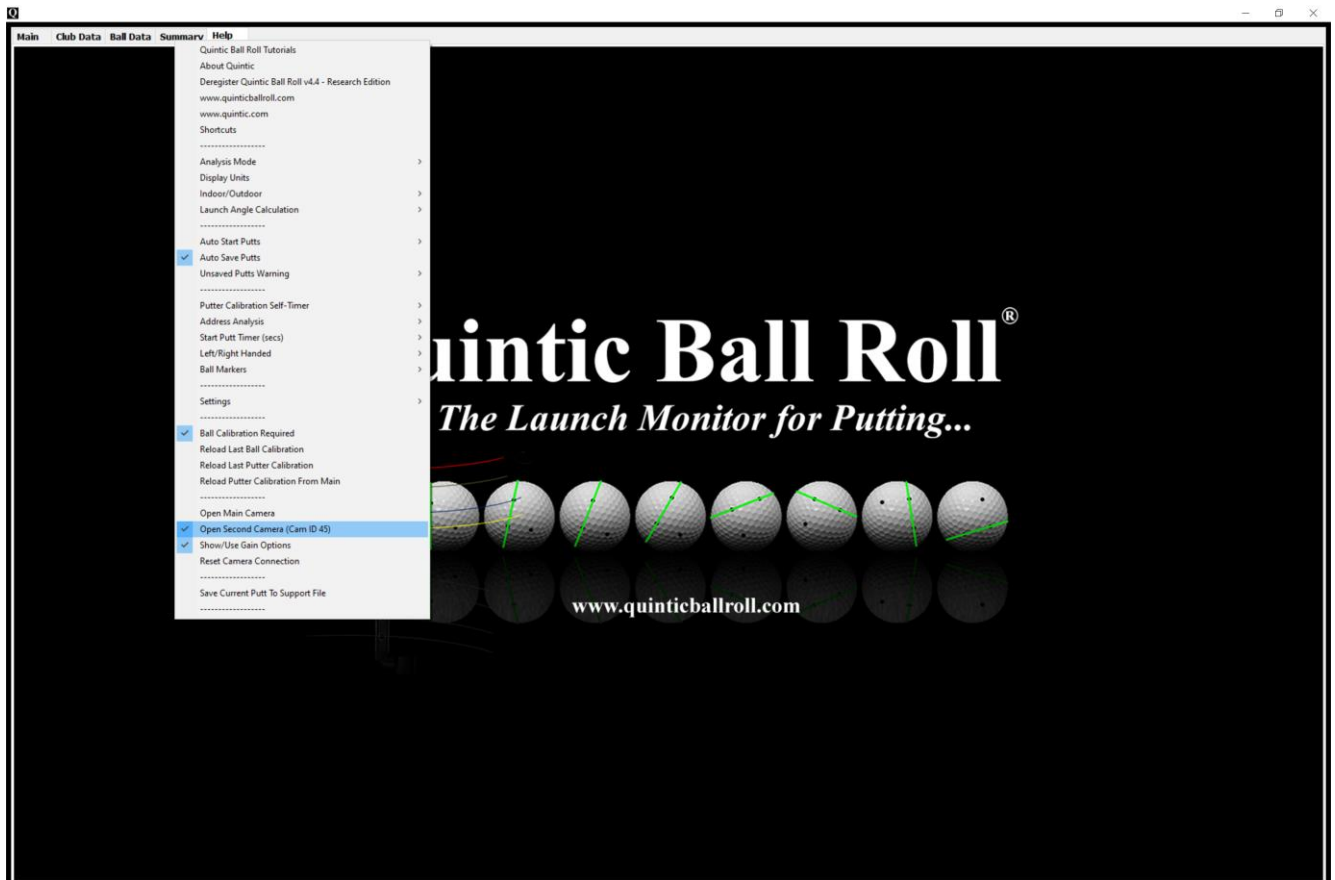 Q
Main Club Data Ball Data Summary Help
Quintic Ball Roll Tutorials
About Quintic
Deregister Quintic Ball Roll v4.4 - Research Edition
www.quinticballroll.com
www.quintic.com
Shortcuts
------------------
Analysis Mode >
Display Units
Indoor/Outdoor >
Launch Angle Calculation >
------------------
Auto Start Putts >
Auto Save Putts
Unsaved Putts Warning >
------------------
Putter Calibration Self-Timer >
Address Analysis >
Start Putt Timer (secs) >
Left/Right Handed >
Ball Markers >
------------------
Settings >
------------------
Ball Calibration Required
Reload Last Ball Calibration
Reload Last Putter Calibration
Reload Putter Calibration From Main
------------------
Open Main Camera
Open Second Camera (Cam ID 45)
Show/Use Gain Options
Reset Camera Connection
------------------
Save Current Putt To Support File
------------------
uintic Ball Roll®
The Launch Monitor for Putting...
www.quinticballroll.com